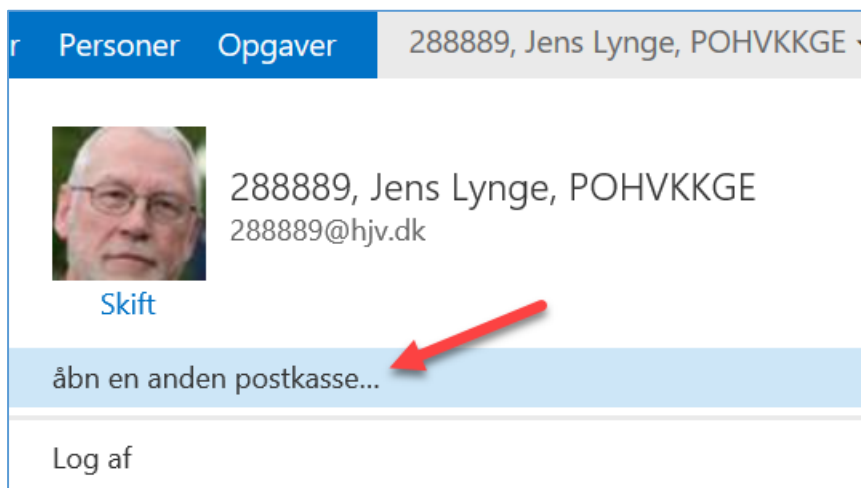 r Personer Opgaver 288889, Jens Lynge, POHVKKGE
288889, Jens Lynge, POHVKKGE
288889@hjv.dk
Skift
åbn en anden postkasse...
Log af